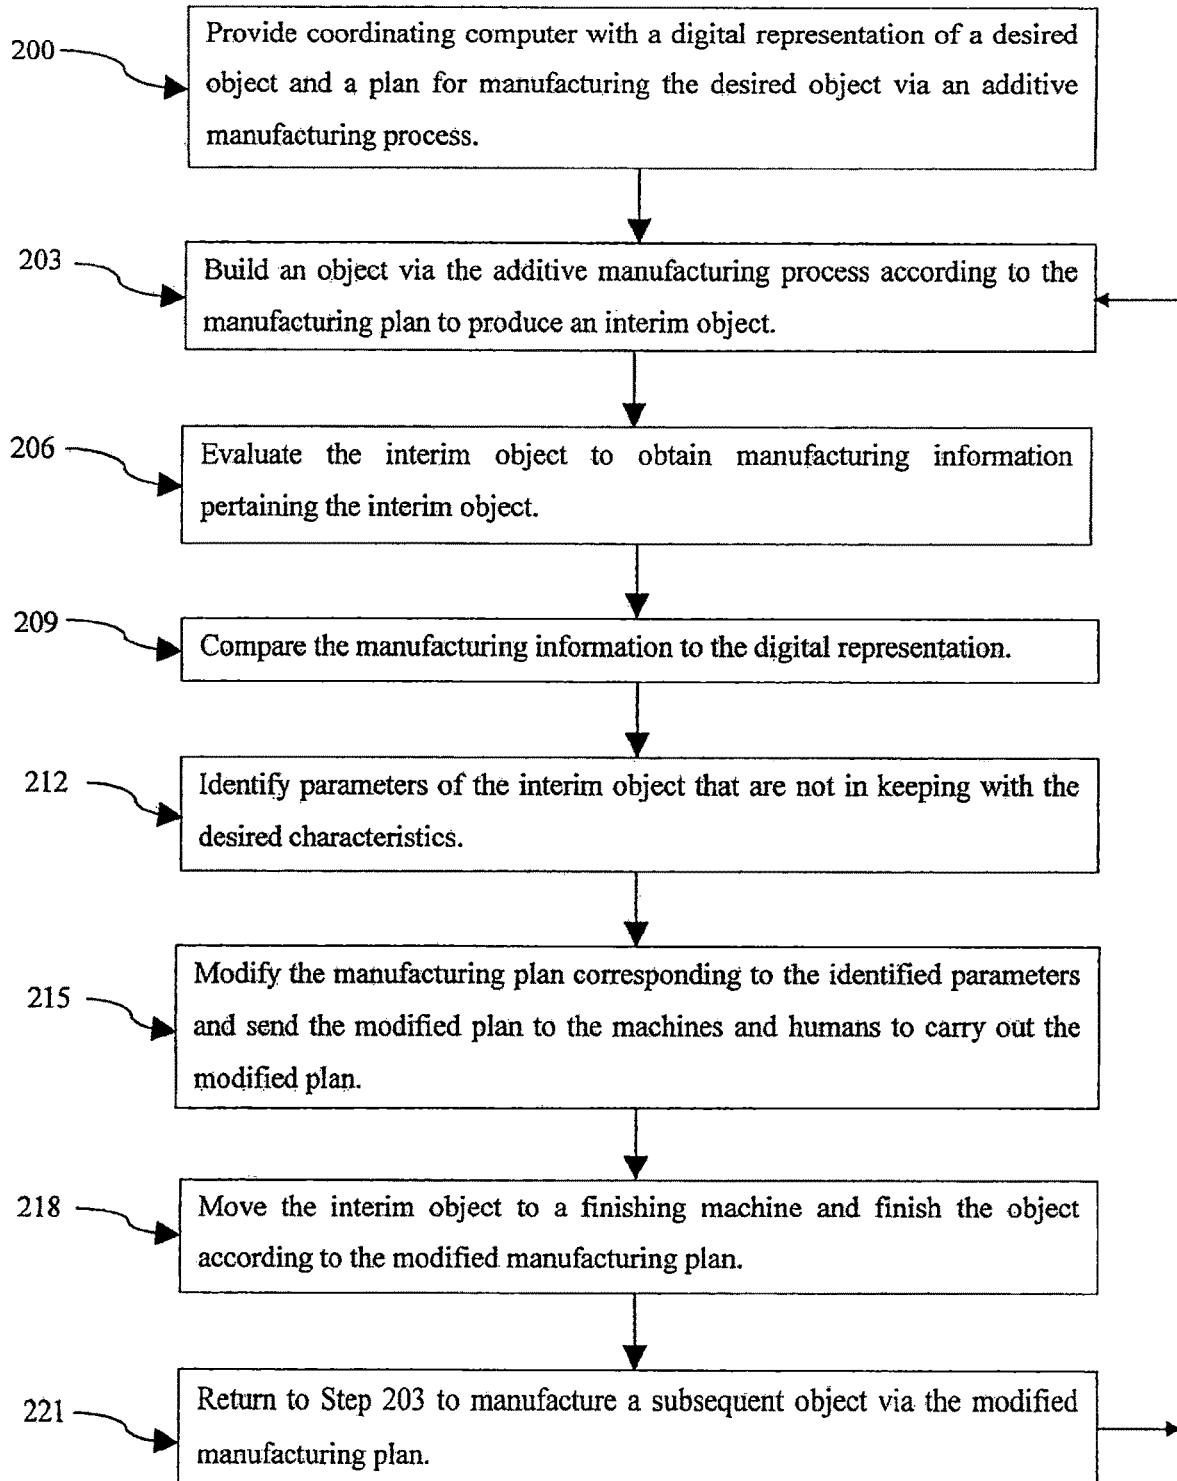 200
Provide coordinating computer with a digital representation of a desired
object and a plan for manufacturing the desired object via an additive
manufacturing process.
203
Build an object via the additive manufacturing process according to the
manufacturing plan to produce an interim object.
206
Evaluate the interim object to obtain manufacturing information
pertaining the interim object.
209
Compare the manufacturing information to the digital representation.
212
Identify parameters of the interim object that are not in keeping with the
desired characteristics.
215
Modify the manufacturing plan corresponding to the identified parameters
and send the modified plan to the machines and humans to carry out the
modified plan.
218
Move the interim object to a finishing machine and finish the object
according to the modified manufacturing plan.
221
Return to Step 203 to manufacture a subsequent object via the modified
manufacturing plan.